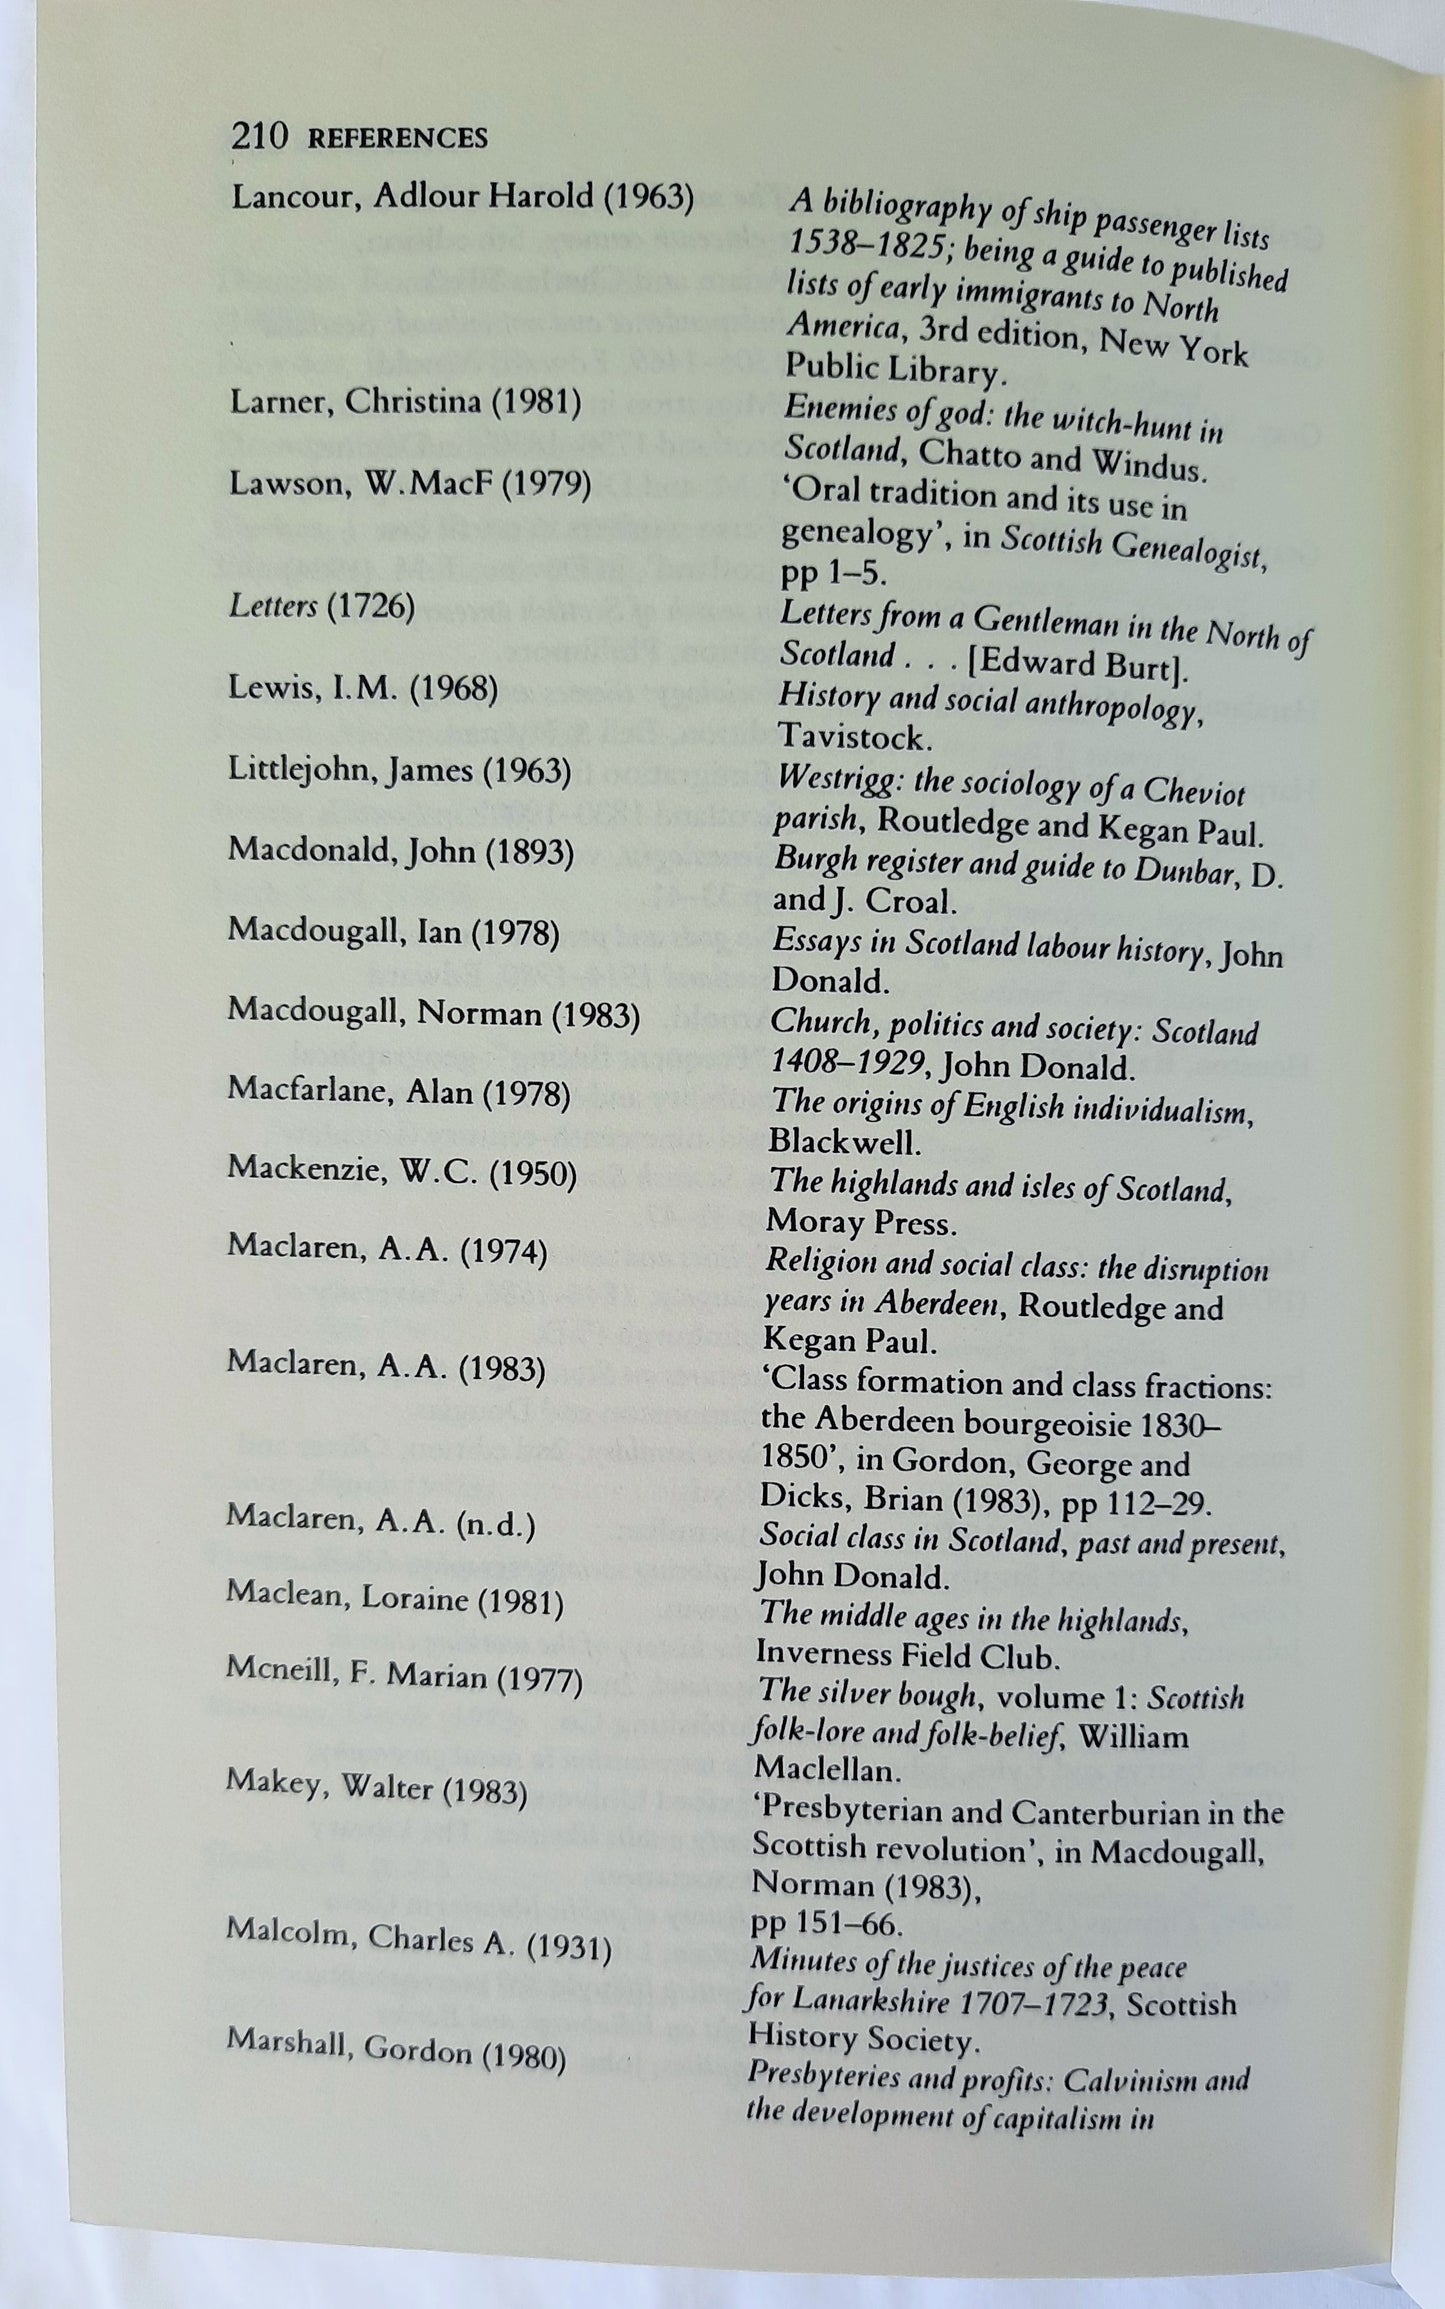 210 REFERENCES
Lancour, Adlour Harold (1963) A bibliography of ship passenger lists
1538–1825; being a guide to published
lists of early immigrants to North
America, 3rd edition, New York
Public Library.
Larner, Christina (1981) Enemies of god: the witch-hunt in
Scotland, Chatto and Windus.
Lawson, W.MacF (1979) ‘Oral tradition and its use in
genealogy’, in Scottish Genealogist,
pp 1–5.
Letters (1726) Letters from a Gentleman in the North of
Scotland . . . [Edward Burt].
Lewis, I.M. (1968) History and social anthropology,
Tavistock.
Littlejohn, James (1963) Westrigg: the sociology of a Cheviot
parish, Routledge and Kegan Paul.
Macdonald, John (1893) Burgh register and guide to Dunbar, D.
and J. Croal.
Macdougall, Ian (1978) Essays in Scotland labour history, John
Donald.
Macdougall, Norman (1983) Church, politics and society: Scotland
1408–1929, John Donald.
Macfarlane, Alan (1978) The origins of English individualism,
Blackwell.
Mackenzie, W.C. (1950) The highlands and isles of Scotland,
Moray Press.
Maclaren, A.A. (1974) Religion and social class: the disruption
years in Aberdeen, Routledge and
Kegan Paul.
Maclaren, A.A. (1983) ‘Class formation and class fractions:
the Aberdeen bourgeoisie 1830–
1850’, in Gordon, George and
Dicks, Brian (1983), pp 112–29.
Maclaren, A.A. (n.d.) Social class in Scotland, past and present,
John Donald.
Maclean, Loraine (1981) The middle ages in the highlands,
Inverness Field Club.
Mcneill, F. Marian (1977) The silver bough, volume 1: Scottish
folk-lore and folk-belief, William
Maclellan.
Makey, Walter (1983) ‘Presbyterian and Canterburian in the
Scottish revolution’, in Macdougall,
Norman (1983),
pp 151–66.
Malcolm, Charles A. (1931) Minutes of the justices of the peace
for Lanarkshire 1707–1723, Scottish
History Society.
Marshall, Gordon (1980) Presbyteries and profits: Calvinism and
the development of capitalism in